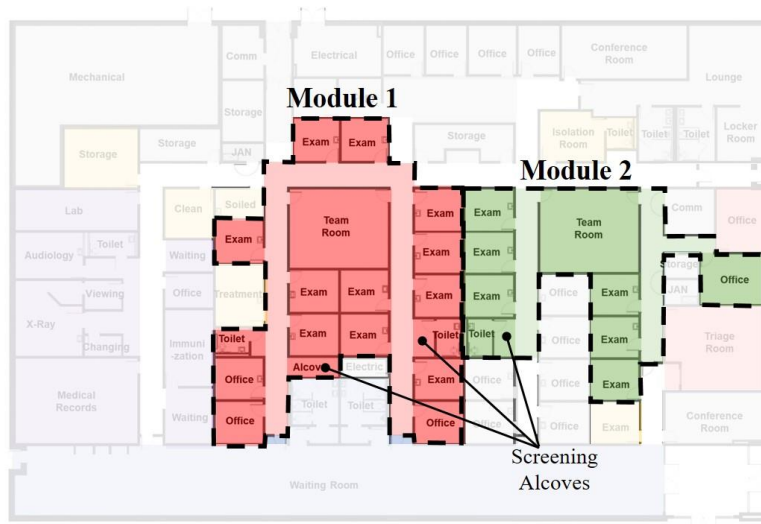 Comm
Electrical
Office
Office
Office
Office
Conference
Room
Mechanical
Lounge
Module 1
Storage
Exam
Exam
Storage
Isolation
Room
Toilet
Toilet
Toilet
Locker
Room
Storage
Storage
JAN
Module 2
Lab
Clean
Soiled
Team
Room
Exam
Exam
Team
Room
Comm
Office
Audiology
Toilet
Waiting
Exam
Exam
Exam
Storage
JAN
Office
X-Ray
Viewing
Office
Treatment
Exam
Exam
Exam
Exam
Office
Exam
Changing
Immuni
-zation
Toilet
Exam
Exam
Toilet
Toilet
Office
Exam
Triage
Room
Medical
Records
Office
Alcove
Electric
Exam
Office
Office
Exam
Waiting
Office
Toilet
Toilet
Office
Office
Office
Exam
Conference
Room
Screening
Alcoves
Waiting Room